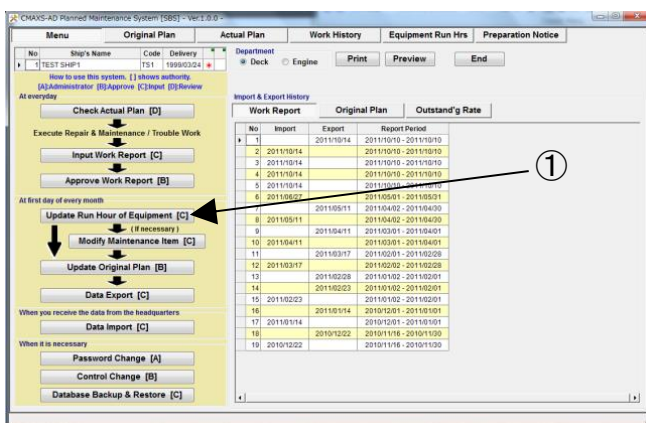 CMAXS-AD Planned Maintenance System [SBS] - Ver.1.0.0 -
Menu Original Plan Actual Plan Work History Equipment Run Hrs Preparation Notice
No Ship's Name Code Delivery
1 TEST SHIP1 TS1 1999/03/24
How to use this system. [ ] shows authority.
[A]:Administrator [B]:Approve [C]:Input [D]:Review
At everyday
Check Actual Plan [D]
Execute Repair & Maintenance / Trouble Work
Input Work Report [C]
Approve Work Report [B]
At first day of every month
Update Run Hour of Equipment [C]
( If necessary )
Modify Maintenance Item [C]
Update Original Plan [B]
Data Export [C]
When you receive the data from the headquarters
Data Import [C]
When it is necessary
Password Change [A]
Control Change [B]
Database Backup & Restore [C]
Department
Deck Engine Print Preview End
Import & Export History
Work Report Original Plan Outstand'g Rate
No Import Export Report Period
1 2011/10/14 2011/10/10 - 2011/10/10
2 2011/10/14 2011/10/10 - 2011/10/10
3 2011/10/14 2011/10/10 - 2011/10/10
4 2011/10/14 2011/10/10 - 2011/10/10
5 2011/10/14 2011/10/10 - 2011/10/10
6 2011/06/27 2011/05/01 - 2011/05/31
7 2011/05/11 2011/04/02 - 2011/04/30
8 2011/05/11 2011/04/02 - 2011/04/30
9 2011/04/11 2011/03/01 - 2011/04/01
10 2011/04/11 2011/03/01 - 2011/04/01
11 2011/03/17 2011/02/01 - 2011/02/28
12 2011/03/17 2011/02/02 - 2011/02/28
13 2011/02/28 2011/01/02 - 2011/02/01
14 2011/02/23 2011/01/02 - 2011/02/01
15 2011/02/23 2011/01/02 - 2011/02/01
16 2011/01/14 2010/12/01 - 2011/01/01
17 2011/01/14 2010/12/01 - 2011/01/01
18 2010/12/22 2010/11/16 - 2010/11/30
19 2010/12/22 2010/11/16 - 2010/11/30
①